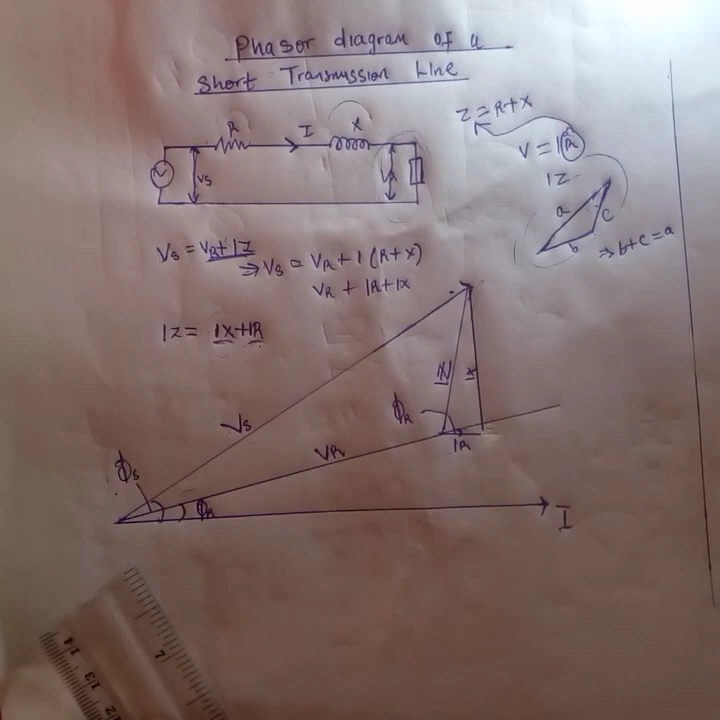 Phasor diagram of a
Short Transmission Line
Z = R+X
R
I
X
V = IR
VS
VR
IZ
a
c
b
⇒ b+c = a
VS = VR+IZ
⇒ VS = VR + I (R+X)
VR + IR+IX
IZ = IX+IR
VS
VR
IZ
IX
ϕR
IR
ϕS
ϕR
I